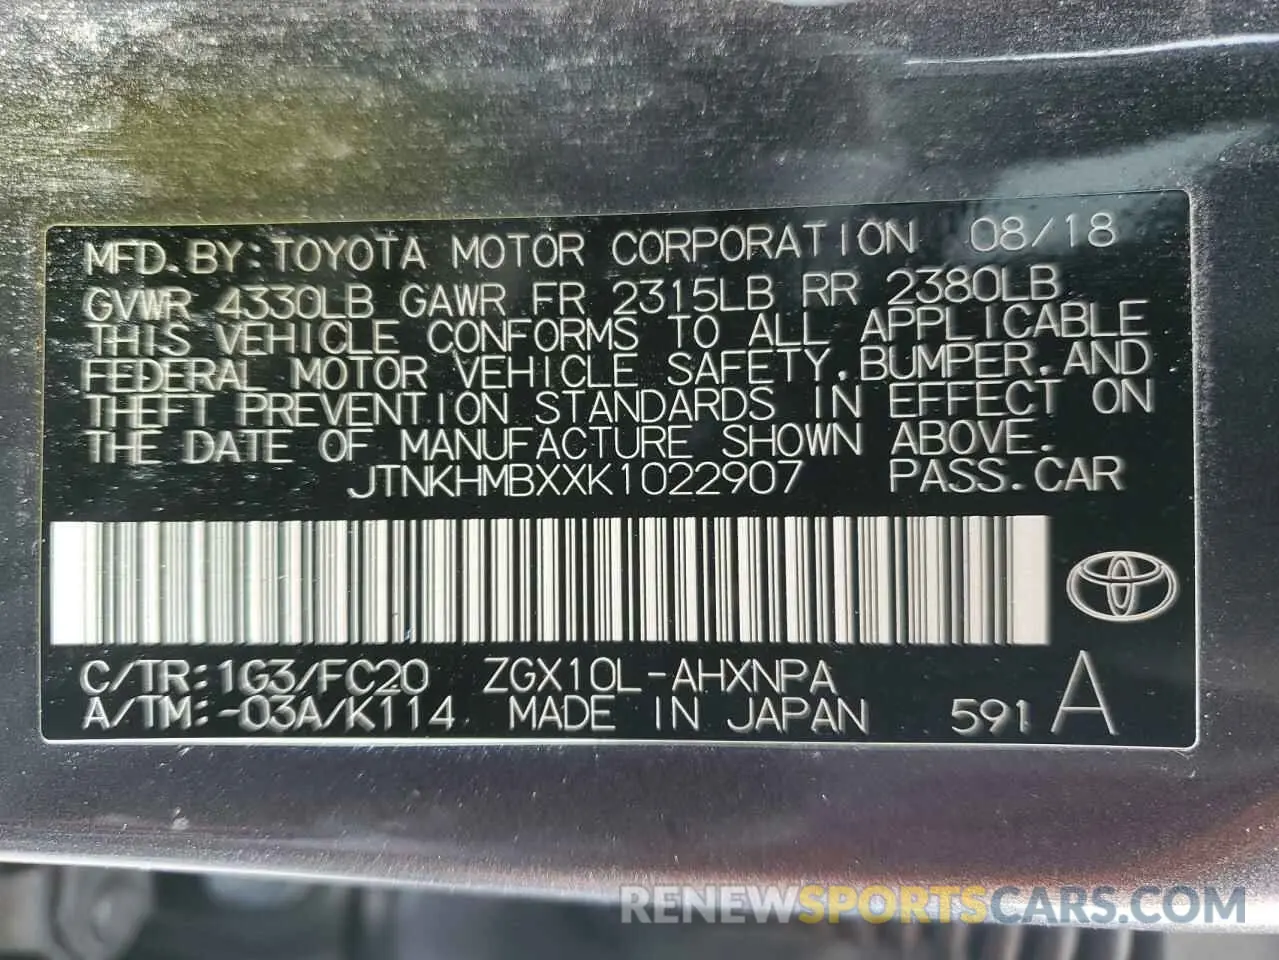 MFD. BY: TOYOTA MOTOR CORPORATION 08/18
GVWR 4330LB GAWR FR 2315LB RR 2380LB
THIS VEHICLE CONFORMS TO ALL APPLICABLE
FEDERAL MOTOR VEHICLE SAFETY, BUMPER, AND
THEFT PREVENTION STANDARDS IN EFFECT ON
THE DATE OF MANUFACTURE SHOWN ABOVE.
JTNKHMBXXK1022907 PASS. CAR
C/TR: 1G3/FC20 ZGX10L-AHXNPA
A/TM: -03A/K114 MADE IN JAPAN 591 A
RENEWSPORTSCARS.COM